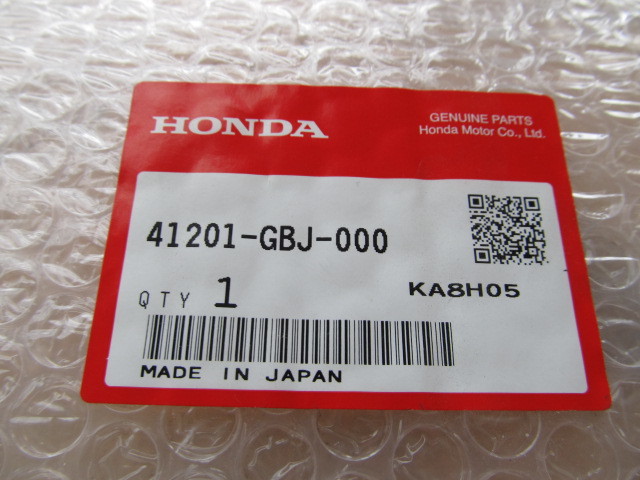 HONDA
GENUINE PARTS
Honda Motor Co., Ltd.
41201-GBJ-000
QTY 1
KA8H05
MADE IN JAPAN